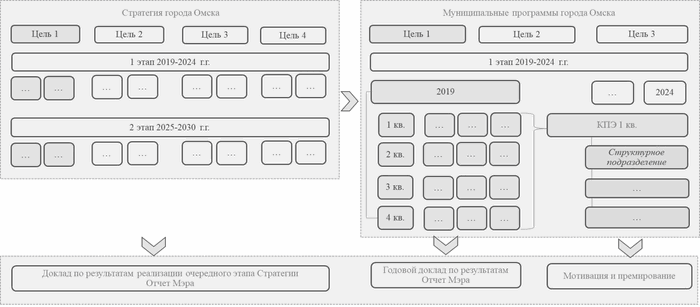 Стратегия города Омска
Цель 1 Цель 2 Цель 3 Цель 4
1 этап 2019-2024 г.г.
… … … … … … … …
2 этап 2025-2030 г.г.
… … … … … … … …
Муниципальные программы города Омска
Цель 1 Цель 2 Цель 3
1 этап 2019-2024 г.г.
2019 … 2024
1 кв. … … … КПЭ 1 кв.
2 кв. … … … Структурное
подразделение
3 кв. … … … …
4 кв. … … … …
Доклад по результатам реализации очередного этапа Стратегии
Отчет Мэра
Годовой доклад по результатам
Отчет Мэра
Мотивация и премирование